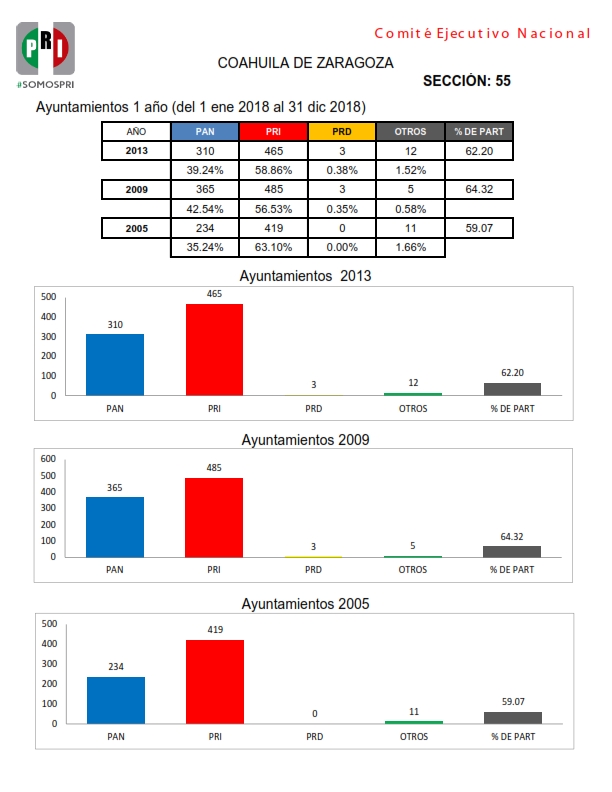 Comité Ejecutivo Nacional
PRI
#SOMOSPRI
COAHUILA DE ZARAGOZA
SECCIÓN: 55
Ayuntamientos 1 año (del 1 ene 2018 al 31 dic 2018)
AÑO PAN PRI PRD OTROS % DE PART
2013 310 465 3 12 62.20
39.24% 58.86% 0.38% 1.52%
2009 365 485 3 5 64.32
42.54% 56.53% 0.35% 0.58%
2005 234 419 0 11 59.07
35.24% 63.10% 0.00% 1.66%
Ayuntamientos 2013
500
400
300
200
100
0
310 465 3 12 62.20
PAN PRI PRD OTROS % DE PART
Ayuntamientos 2009
600
500
400
300
200
100
0
365 485 3 5 64.32
PAN PRI PRD OTROS % DE PART
Ayuntamientos 2005
500
400
300
200
100
0
234 419 0 11 59.07
PAN PRI PRD OTROS % DE PART